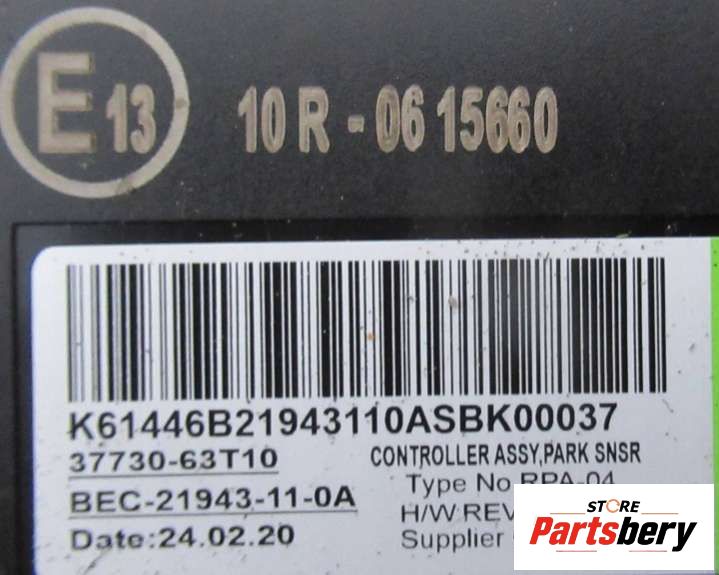 E 13 10 R - 06 15660
K61446B21943110ASBK00037
37730-63T10 CONTROLLER ASSY,PARK SNSR
BEC-21943-11-0A Type No RPA-04
H/W REV
Date:24.02.20 Supplier
STORE
Partsbery